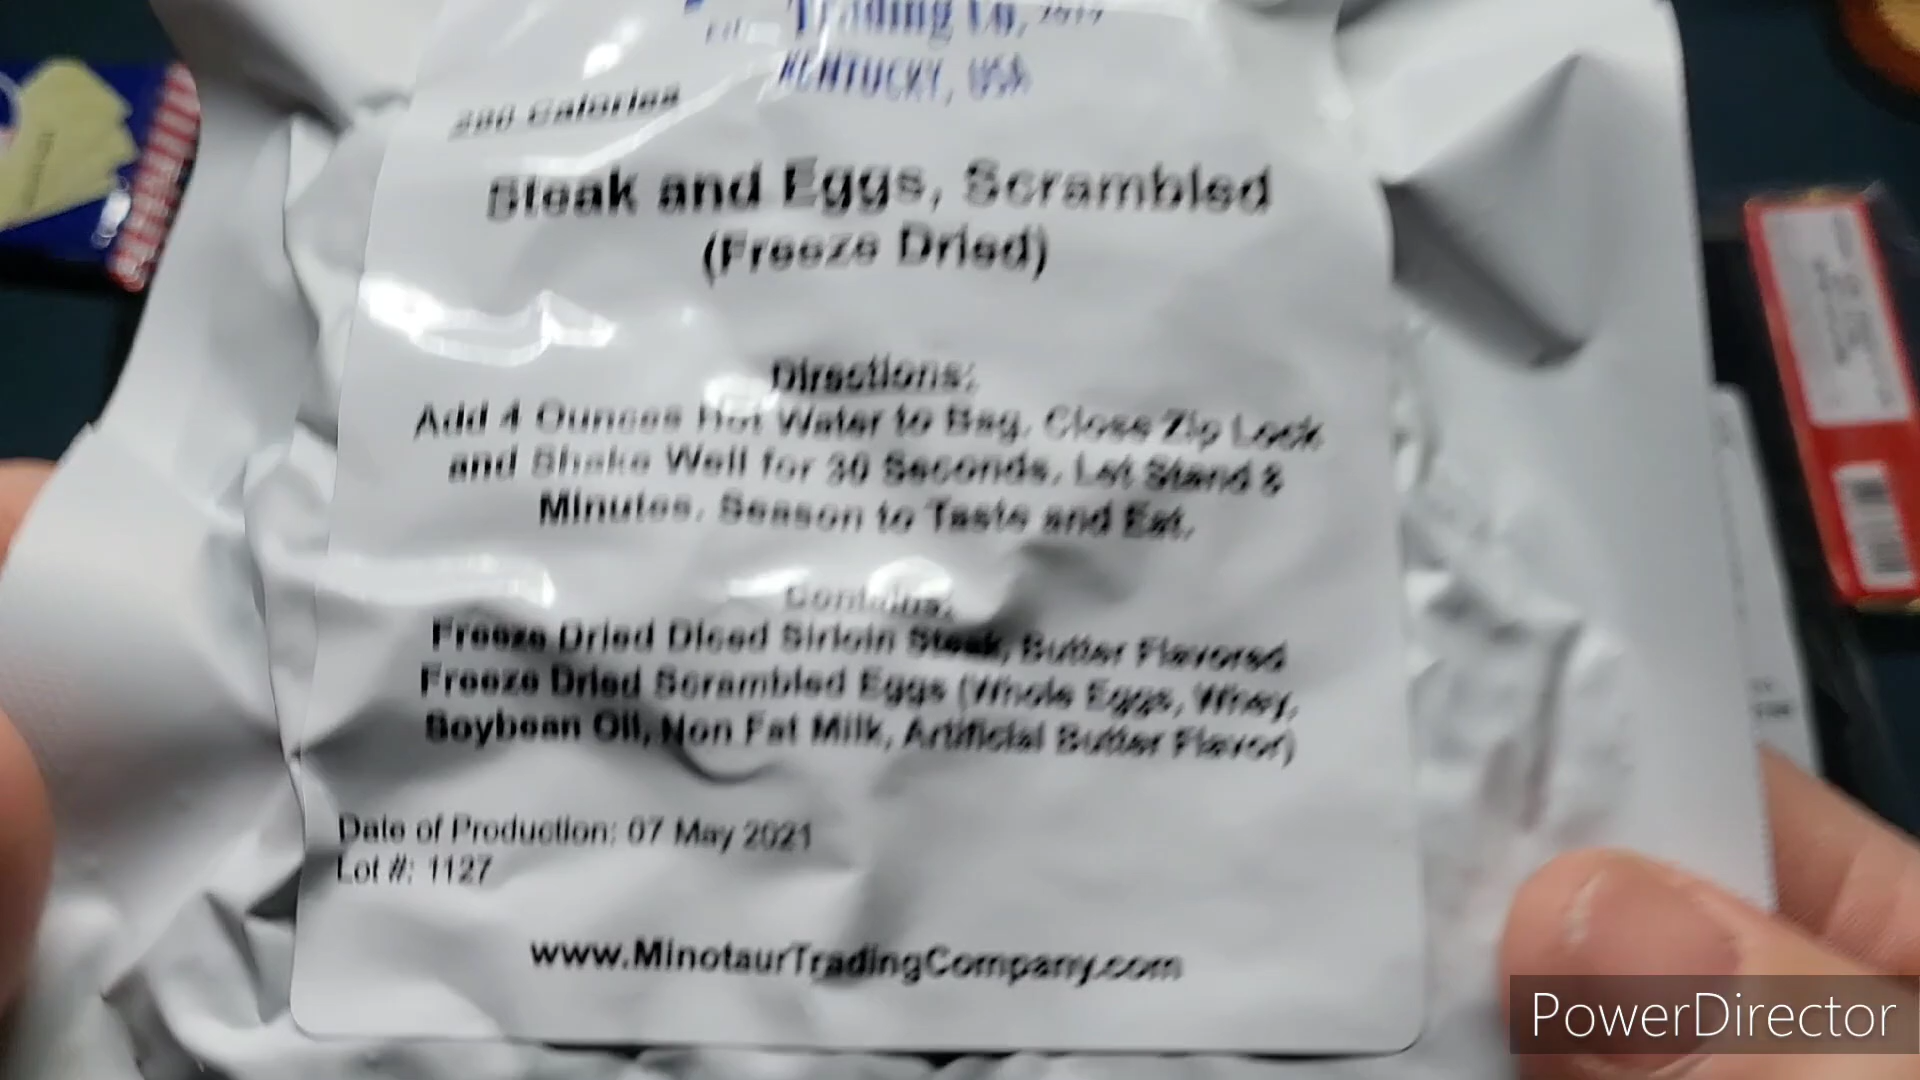 Trading Co,
KENTUCKY, USA
Calories
Steak and Eggs, Scrambled
(Freeze Dried)
Directions:
Add 4 Ounces Hot Water to Bag. Close Zip Lock
and Shake Well for 30 Seconds. Let Stand 8
Minutes. Season to Taste and Eat.
Contains:
Freeze Dried Diced Sirloin Steak, Butter Flavored
Freeze Dried Scrambled Eggs (Whole Eggs, Whey,
Soybean Oil, Non Fat Milk, Artificial Butter Flavor)
Date of Production: 07 May 2021
Lot #: 1127
www.MinotaurTradingCompany.com
PowerDirector